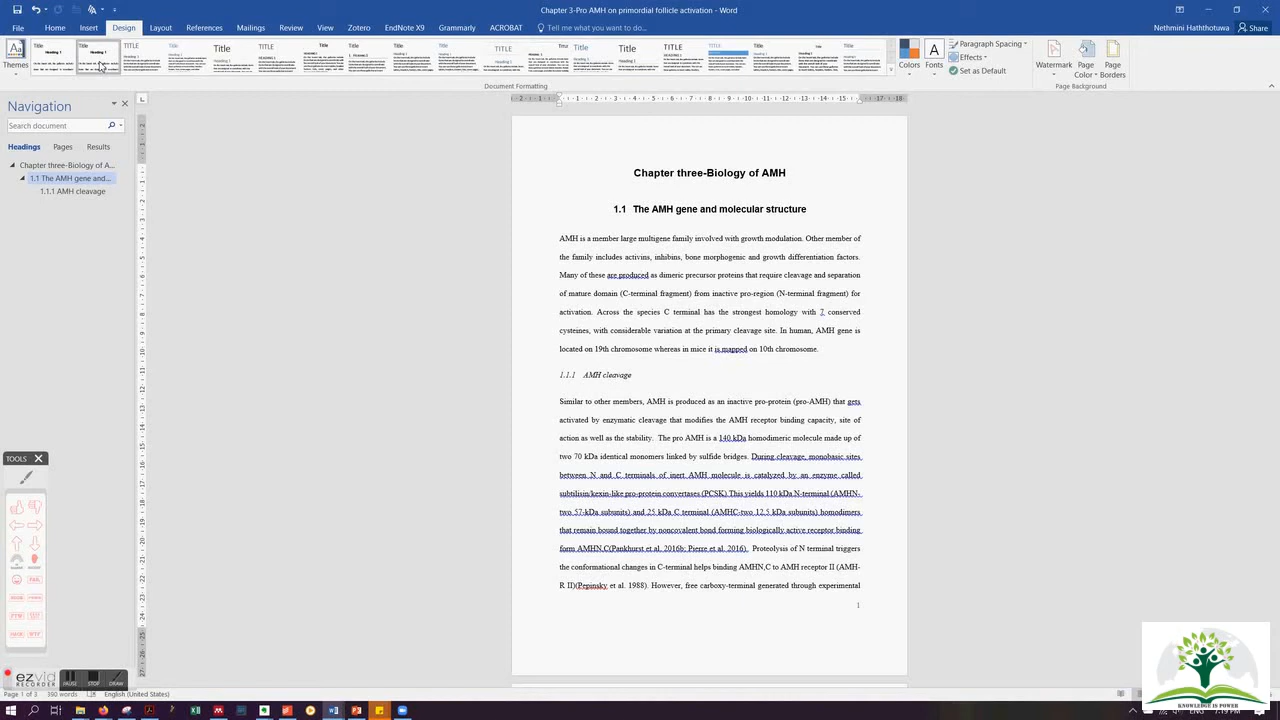 Chapter 3-Pro AMH on primordial follicle activation - Word
Nethmini Haththotuwa
Share
File Home Insert Design Layout References Mailings Review View EndNote X9 Help Grammarly ACROBAT Tell me what you want to do...
Themes
Colors
Fonts
Paragraph Spacing
Effects
Set as Default
Watermark
Page Color
Page Borders
Document Formatting
Page Background
Navigation
Search document
Headings Pages Results
Chapter three-Biology of A...
1.1 The AMH gene and...
1.1.1 AMH cleavage
Chapter three-Biology of AMH
1.1 The AMH gene and molecular structure
AMH is a member large multigene family involved with growth modulation. Other member of
the family includes activins, inhibins, bone morphogenic and growth differentiation factors.
Many of these are produced as dimeric precursor proteins that require cleavage and separation
of mature domain (C-terminal fragment) from inactive pro-region (N-terminal fragment) for
activation. Across the species C terminal has the strongest homology with 7 conserved
cysteines, with considerable variation at the primary cleavage site. In human, AMH gene is
located on 19th chromosome whereas in mice it is mapped on 10th chromosome.
1.1.1 AMH cleavage
Similar to other members, AMH is produced as an inactive pro-protein (pro-AMH) that gets
activated by enzymatic cleavage that modifies the AMH receptor binding capacity, site of
action as well as the stability. The pro AMH is a 140 kDa homodimeric molecule made up of
two 70 kDa identical monomers linked by sulfide bridges. During cleavage, monobasic sites
between N and C terminals of inert AMH molecule is catalyzed by an enzyme called
subtilisin/kexin-like pro-protein convertases (PCSK).This yields 110 kDa N-terminal (AMHN-
two 57-kDa subunits) and 25 kDa C terminal (AMHC-two 12.5 kDa subunits) homodimers
that remain bound together by noncovalent bond forming biologically active receptor binding
form AMHN,C(Pankhurst et al. 2016b; Pierre et al. 2016). Proteolysis of N terminal triggers
the conformational changes in C-terminal helps binding AMHN,C to AMH receptor II (AMH-
R II)(Pepinsky et al. 1988). However, free carboxy-terminal generated through experimental
1
TOOLS
ezvid
RECORDER
PAUSE STOP DRAW
Page 1 of 3 390 words English (United States)
ENG 7:19 PM
KNOWLEDGE IS POWER